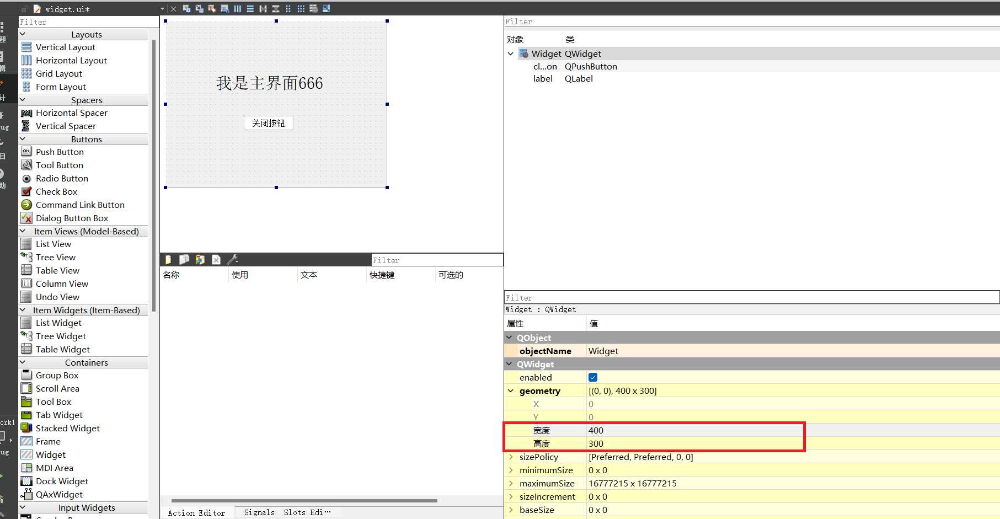 widget.ui*
Filter
Layouts
Vertical Layout
Horizontal Layout
Grid Layout
Form Layout
Spacers
Horizontal Spacer
Vertical Spacer
Buttons
OK
Push Button
Tool Button
Radio Button
Check Box
Command Link Button
Dialog Button Box
Item Views (Model-Based)
List View
Tree View
Table View
Column View
Undo View
Item Widgets (Item-Based)
List Widget
Tree Widget
Table Widget
Containers
Group Box
Scroll Area
Tool Box
Tab Widget
Stacked Widget
Frame
Widget
MDI Area
Dock Widget
QAxWidget
Input Widgets
计
ug
目
助
ork1
ug
我是主界面666
关闭按钮
Filter
名称 使用 文本 快捷键 可选的
Action Editor Signals Slots Edi⋯
Filter
对象 类
Widget QWidget
cl...on QPushButton
label QLabel
Filter
Widget : QWidget
属性 值
QObject
objectName Widget
QWidget
enabled
geometry [(0, 0), 400 x 300]
X 0
Y 0
宽度 400
高度 300
sizePolicy [Preferred, Preferred, 0, 0]
minimumSize 0 x 0
maximumSize 16777215 x 16777215
sizeIncrement 0 x 0
baseSize 0 x 0